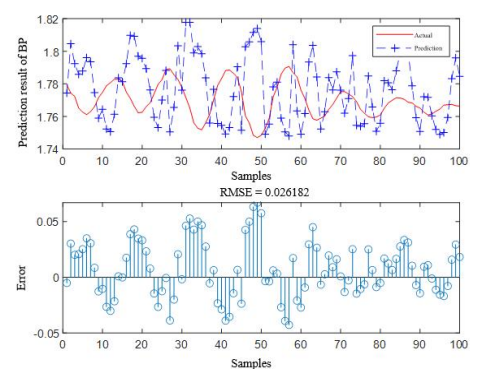 1.82
1.8
1.78
1.76
1.74
Prediction result of BP
Actual
Prediction
0 10 20 30 40 50 60 70 80 90 100
Samples
RMSE = 0.026182
0.05
0
-0.05
Error
0 10 20 30 40 50 60 70 80 90 100
Samples